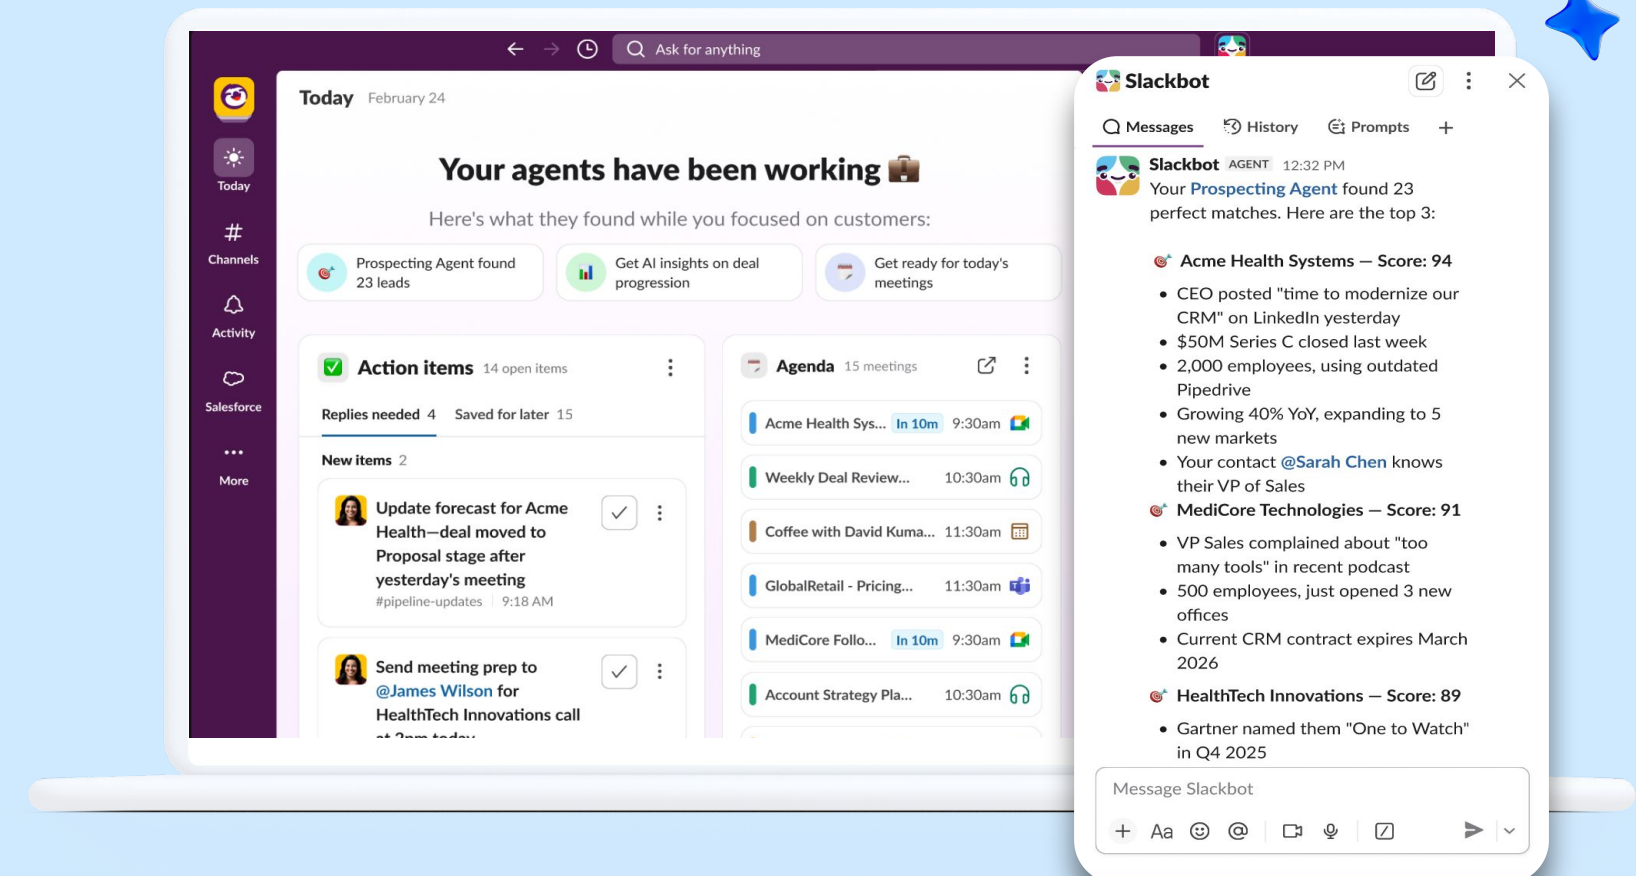 Ask for anything
Today February 24
Today
Channels
Activity
Salesforce
More
Your agents have been working
Here's what they found while you focused on customers:
Prospecting Agent found
23 leads
Get AI insights on deal
progression
Get ready for today's
meetings
Action items 14 open items
Replies needed 4 Saved for later 15
New items 2
Update forecast for Acme
Health—deal moved to
Proposal stage after
yesterday's meeting
#pipeline-updates 9:18 AM
Send meeting prep to
@James Wilson for
HealthTech Innovations call
at 2pm today
Agenda 15 meetings
Acme Health Sys... In 10m 9:30am
Weekly Deal Review... 10:30am
Coffee with David Kuma... 11:30am
GlobalRetail - Pricing... 11:30am
MediCore Follo... In 10m 9:30am
Account Strategy Pla... 10:30am
Slackbot
Messages History Prompts
Slackbot AGENT 12:32 PM
Your Prospecting Agent found 23
perfect matches. Here are the top 3:
Acme Health Systems — Score: 94
• CEO posted "time to modernize our
CRM" on LinkedIn yesterday
• $50M Series C closed last week
• 2,000 employees, using outdated
Pipedrive
• Growing 40% YoY, expanding to 5
new markets
• Your contact @Sarah Chen knows
their VP of Sales
MediCore Technologies — Score: 91
• VP Sales complained about "too
many tools" in recent podcast
• 500 employees, just opened 3 new
offices
• Current CRM contract expires March
2026
HealthTech Innovations — Score: 89
• Gartner named them "One to Watch"
in Q4 2025
Message Slackbot
Aa